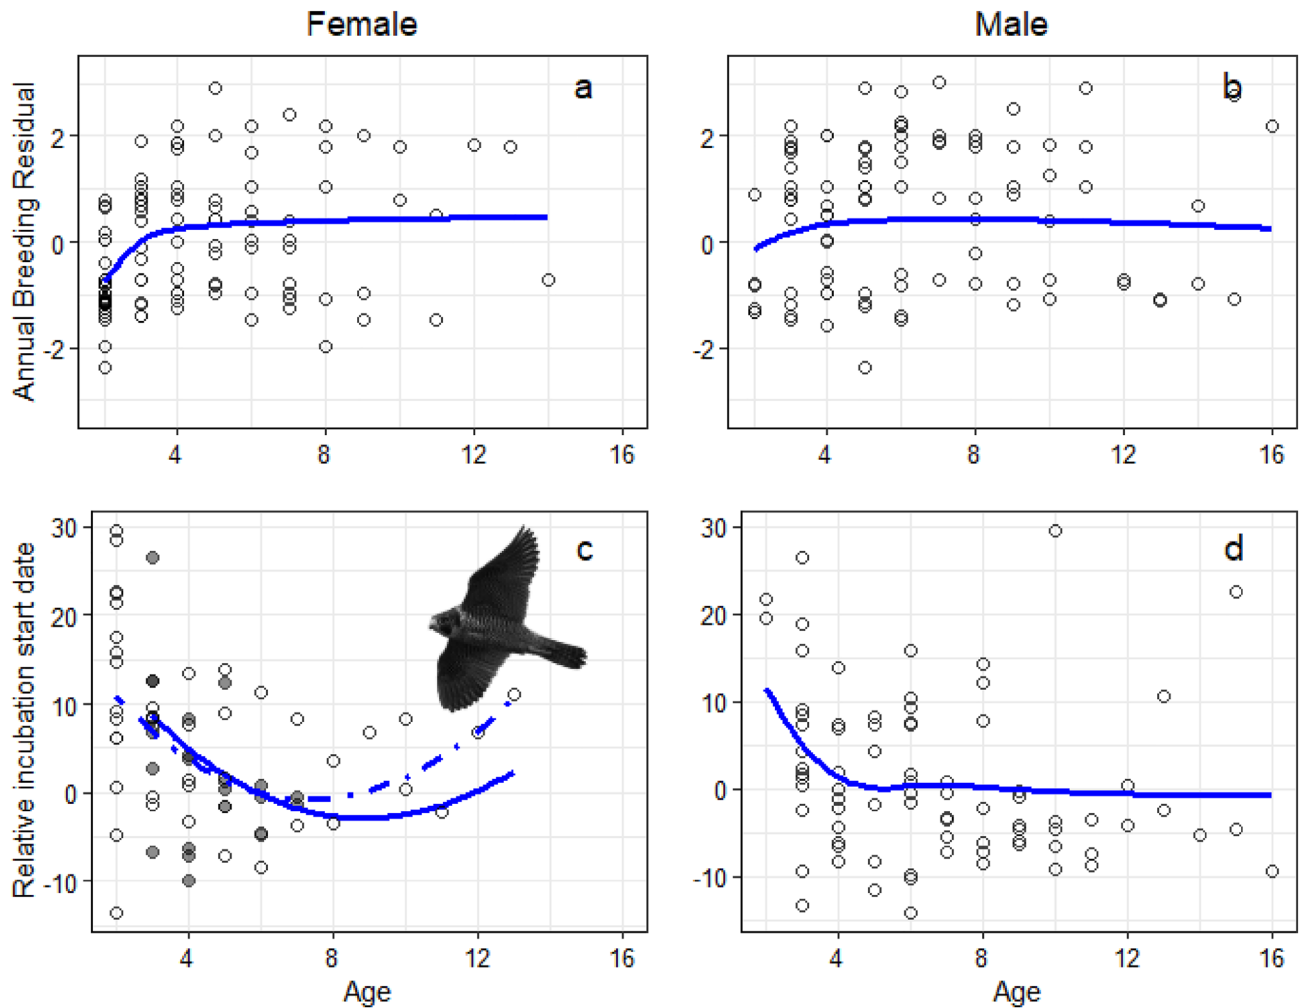 Female Male
a b
Annual Breeding Residual
2 2
0 0
-2 -2
4 8 12 16 4 8 12 16
c d
Relative incubation start date
30 30
20 20
10 10
0 0
-10 -10
4 8 12 16 4 8 12 16
Age Age